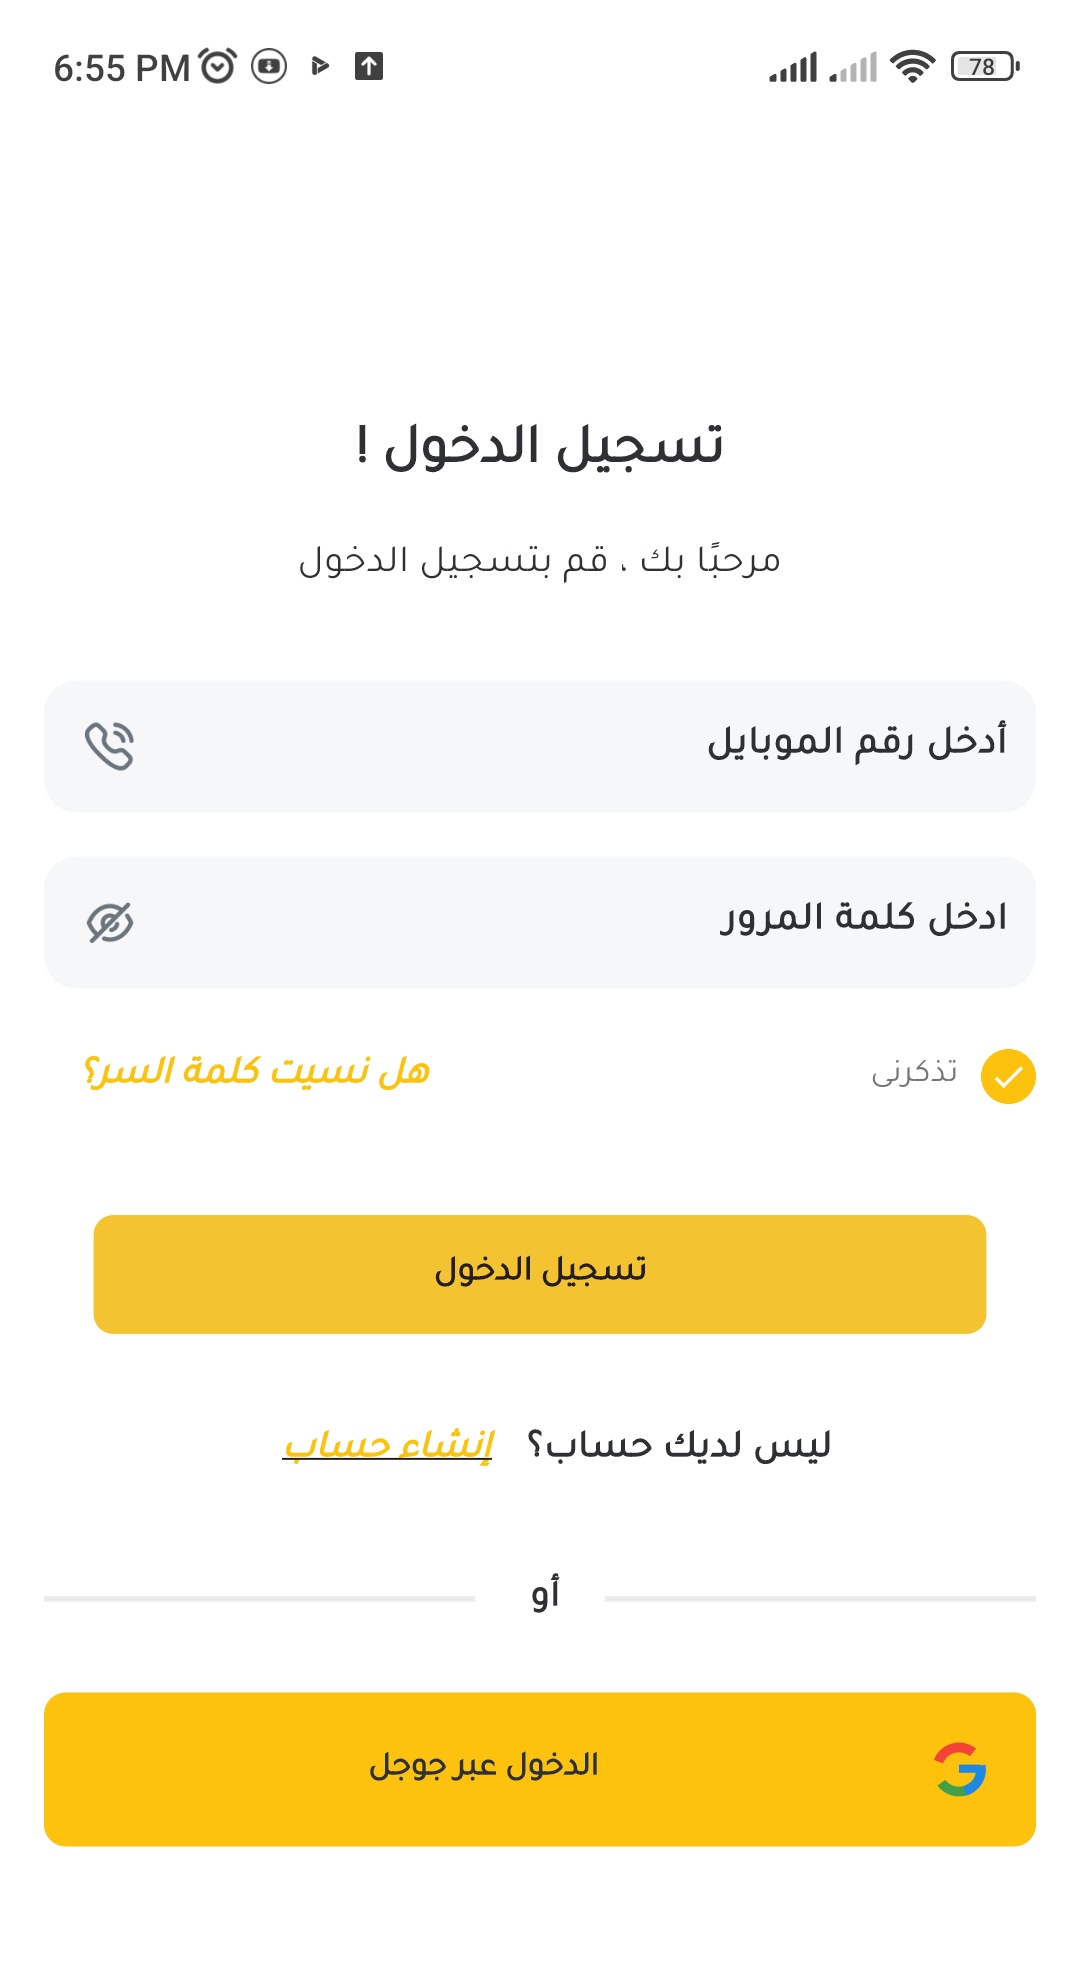 6:55 PM
78
تسجيل الدخول !
مرحبًا بك ، قم بتسجيل الدخول
أدخل رقم الموبايل
ادخل كلمة المرور
تذكرنى
هل نسيت كلمة السر؟
تسجيل الدخول
ليس لديك حساب؟ إنشاء حساب
أو
الدخول عبر جوجل